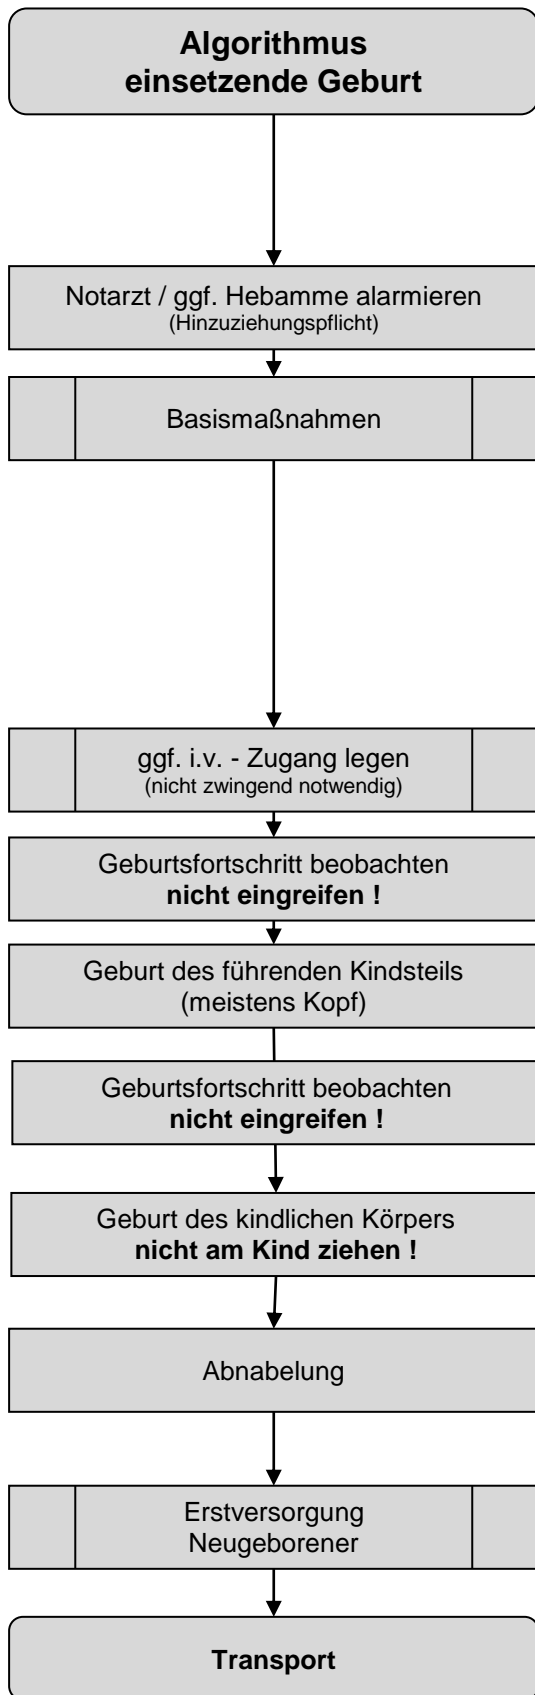 Algorithmus
einsetzende Geburt
Notarzt / ggf. Hebamme alarmieren
(Hinzuziehungspflicht)
Basismaßnahmen
ggf. i.v. - Zugang legen
(nicht zwingend notwendig)
Geburtsfortschritt beobachten
nicht eingreifen !
Geburt des führenden Kindsteils
(meistens Kopf)
Geburtsfortschritt beobachten
nicht eingreifen !
Geburt des kindlichen Körpers
nicht am Kind ziehen !
Abnabelung
Erstversorgung
Neugeborener
Transport